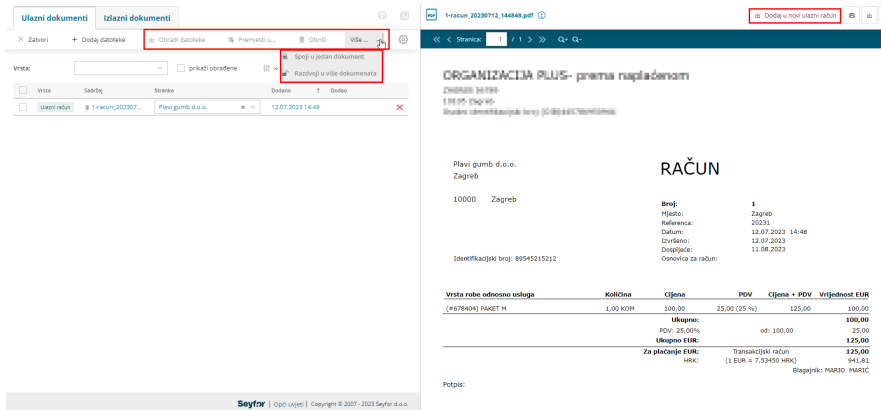 Ulazni dokumenti Izlazni dokumenti
Zatvori + Dodaj datoteke Obradi datoteke Premjesti u... Obriši Više ...
Spoji u jedan dokument
Razdvoji u više dokumenata
Vrsta: prikaži obrađene
Vrsta Sadržaj Stranka Dodano ↑ Dodao
Ulazni račun 1-racun_202307... Plavi gumb d.o.o. 12.07.2023 14:49
Seyfor | Opći uvjeti | Copyright © 2007 - 2023 Seyfor d.o.o.
PDF 1-racun_20230712_144848.pdf Dodaj u novi ulazni račun
Stranica: 1 / 1
ORGANIZACIJA PLUS- prema naplaćenom
Plavi gumb d.o.o.
Zagreb
10000 Zagreb
Identifikacijski broj: 89545215212
RAČUN
Broj: 1
Mjesto: Zagreb
Referenca: 20231
Datum: 12.07.2023 14:48
Izvršeno: 12.07.2023
Dospijeće: 11.08.2023
Osnovica za račun:
Vrsta robe odnosno usluga Količina Cijena PDV Cijena + PDV Vrijednost EUR
(#678404) PAKET M 1,00 KOM 100,00 25,00 (25 %) 125,00 100,00
Ukupno: 100,00
PDV: 25,00% od: 100,00 25,00
Ukupno EUR: 125,00
Za plaćanje EUR: Transakcijski račun 125,00
HRK: (1 EUR = 7,53450 HRK) 941,81
Blagajnik: MARIO MARIĆ
Potpis: